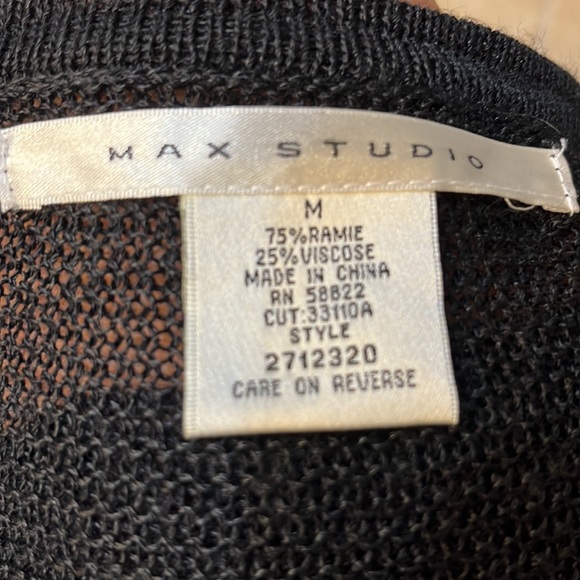 MAX STUDIO
M
75%RAMIE
25%VISCOSE
MADE IN CHINA
RN 58822
CUT:33110A
STYLE
2712320
CARE ON REVERSE